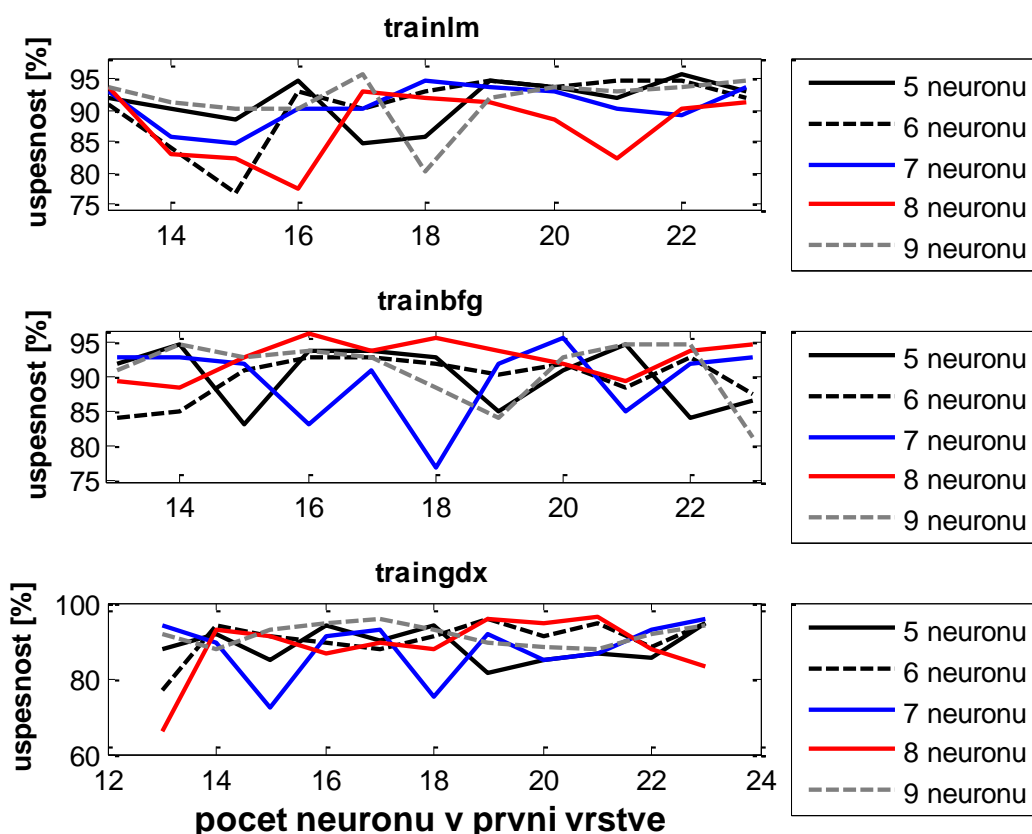 trainlm
uspesnost [%]
95
90
85
80
75
14
16
18
20
22
5 neuronu
6 neuronu
7 neuronu
8 neuronu
9 neuronu
trainbfg
uspesnost [%]
95
90
85
80
75
14
16
18
20
22
5 neuronu
6 neuronu
7 neuronu
8 neuronu
9 neuronu
traingdx
uspesnost [%]
100
80
60
12
14
16
18
20
22
24
pocet neuronu v prvni vrstve
5 neuronu
6 neuronu
7 neuronu
8 neuronu
9 neuronu